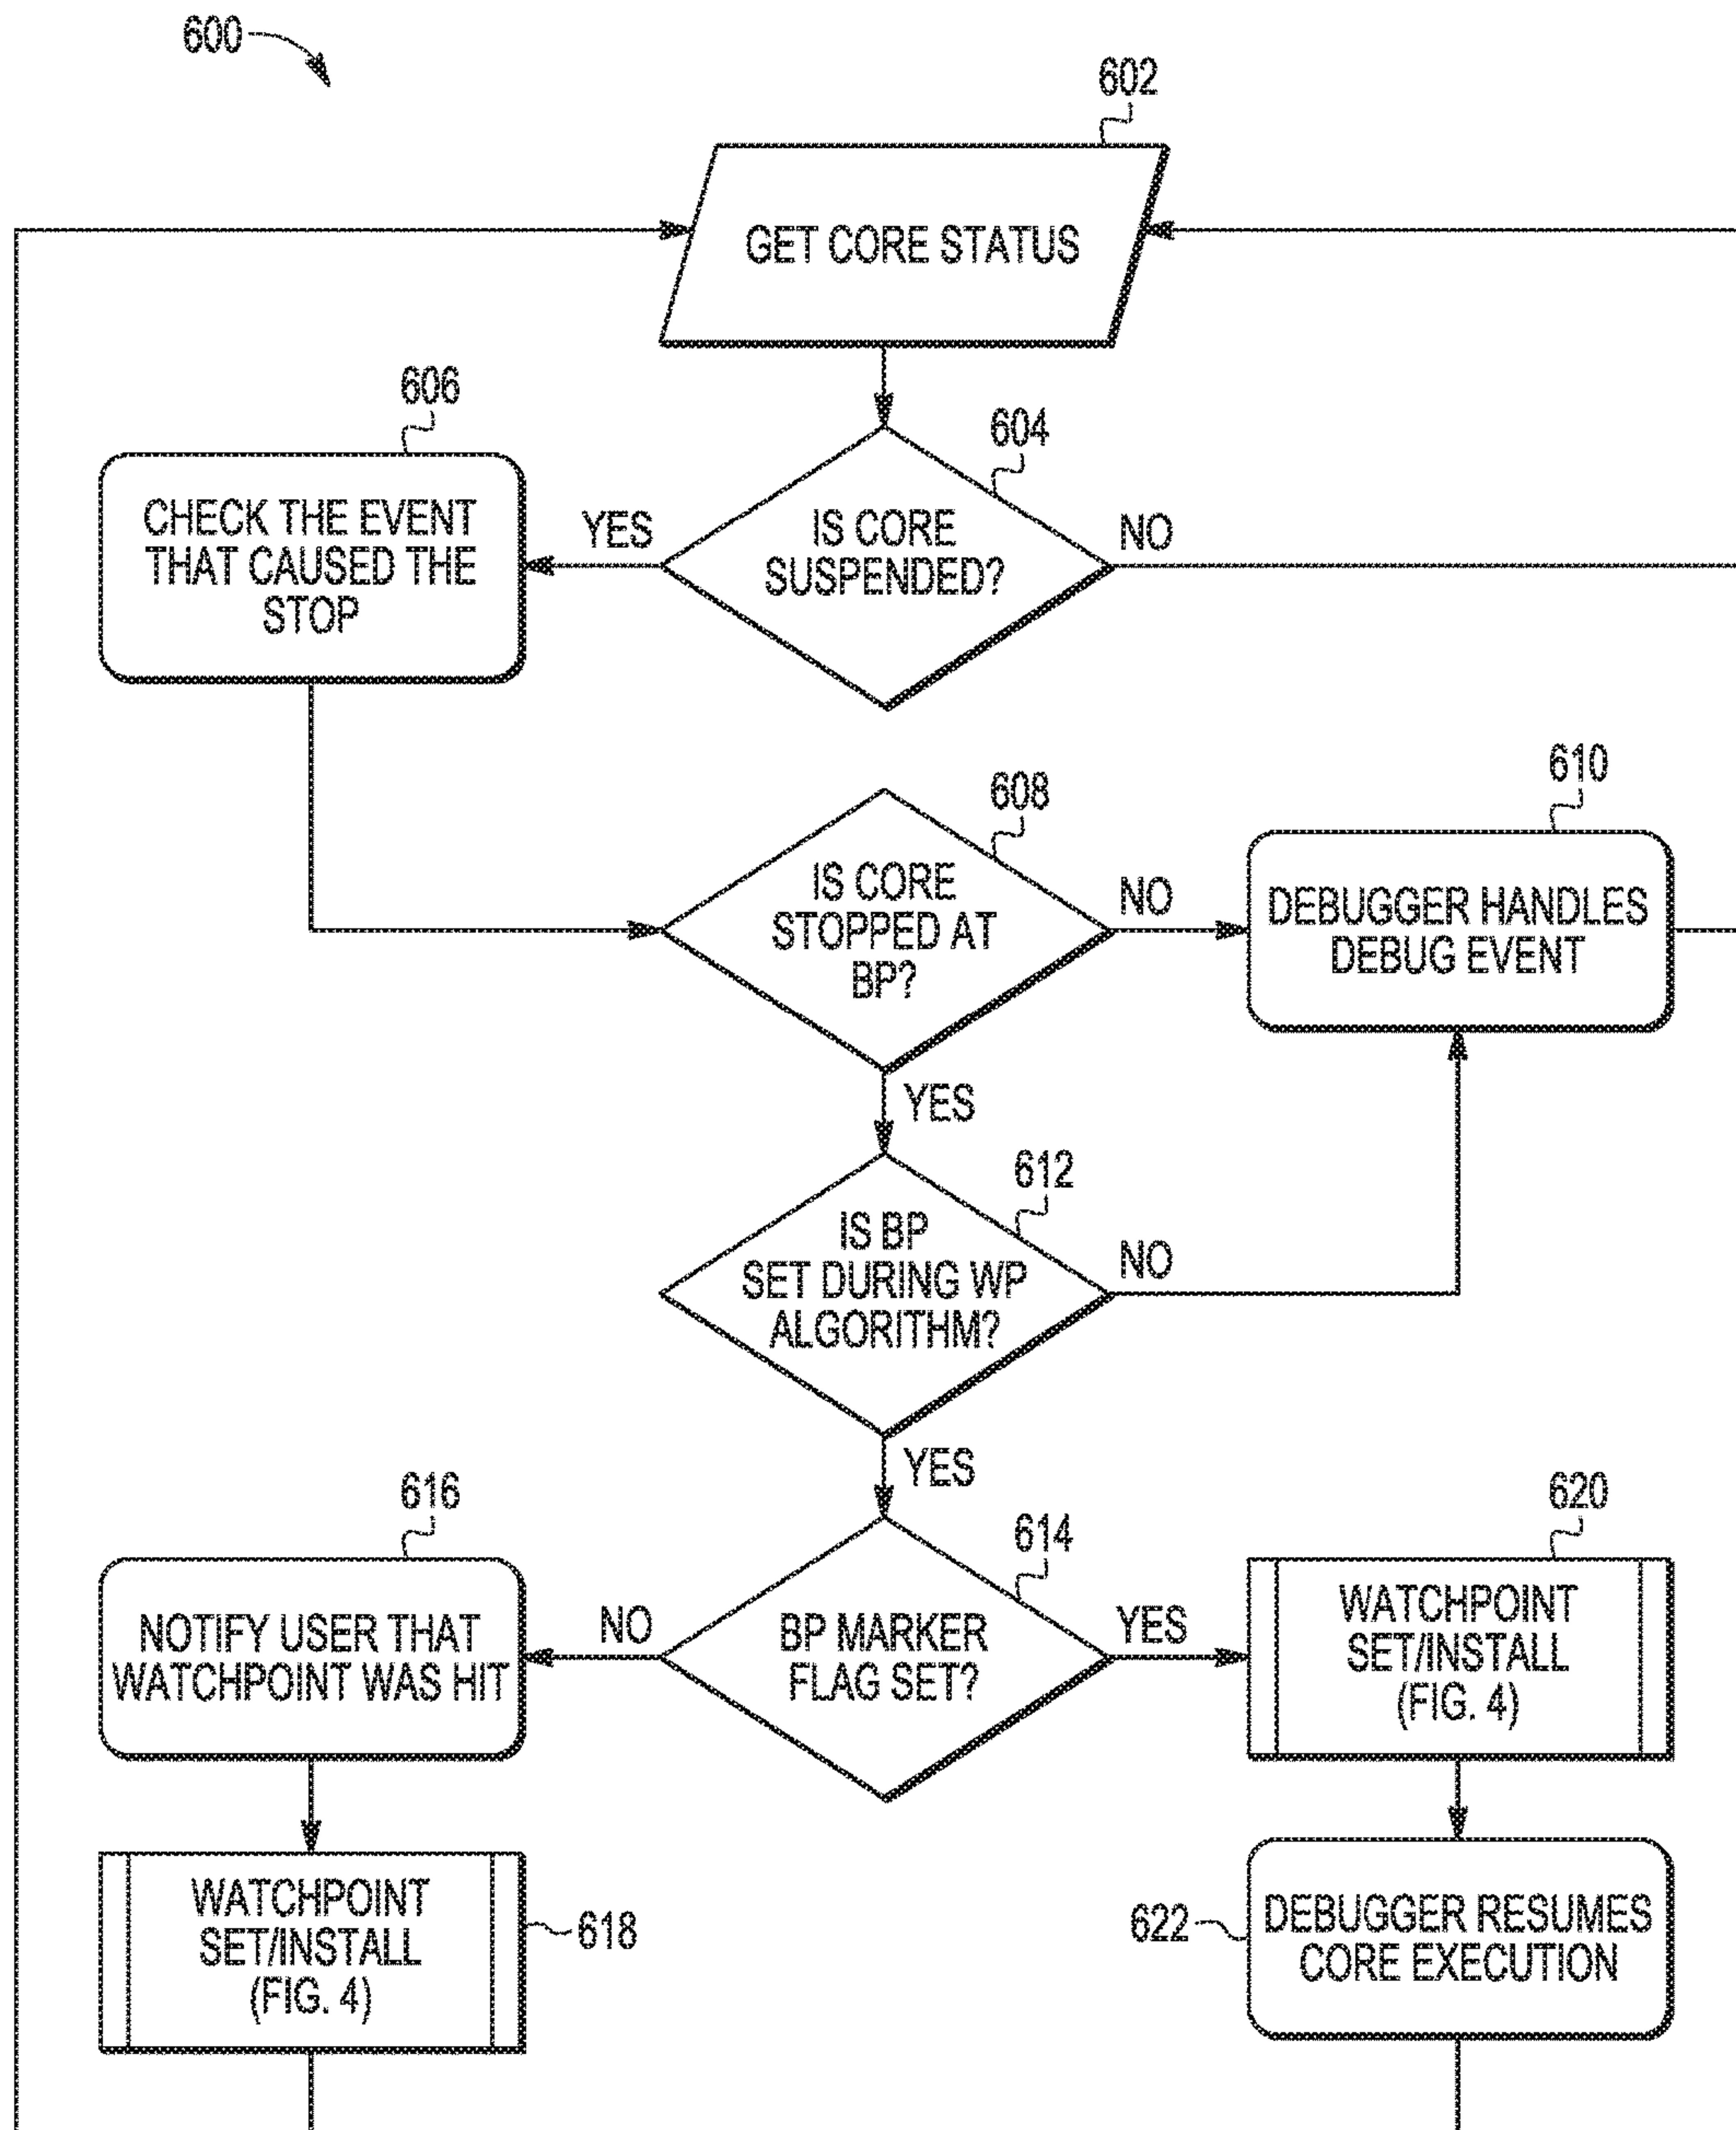 600
602
GET CORE STATUS
606
604
CHECK THE EVENT
THAT CAUSED THE
STOP
YES
IS CORE
SUSPENDED?
NO
608
610
IS CORE
STOPPED AT
BP?
NO
DEBUGGER HANDLES
DEBUG EVENT
YES
612
IS BP
SET DURING WP
ALGORITHM?
NO
YES
616
614
620
NOTIFY USER THAT
WATCHPOINT WAS HIT
NO
BP MARKER
FLAG SET?
YES
WATCHPOINT
SET/INSTALL
(FIG. 4)
WATCHPOINT
SET/INSTALL
(FIG. 4)
618
622
DEBUGGER RESUMES
CORE EXECUTION